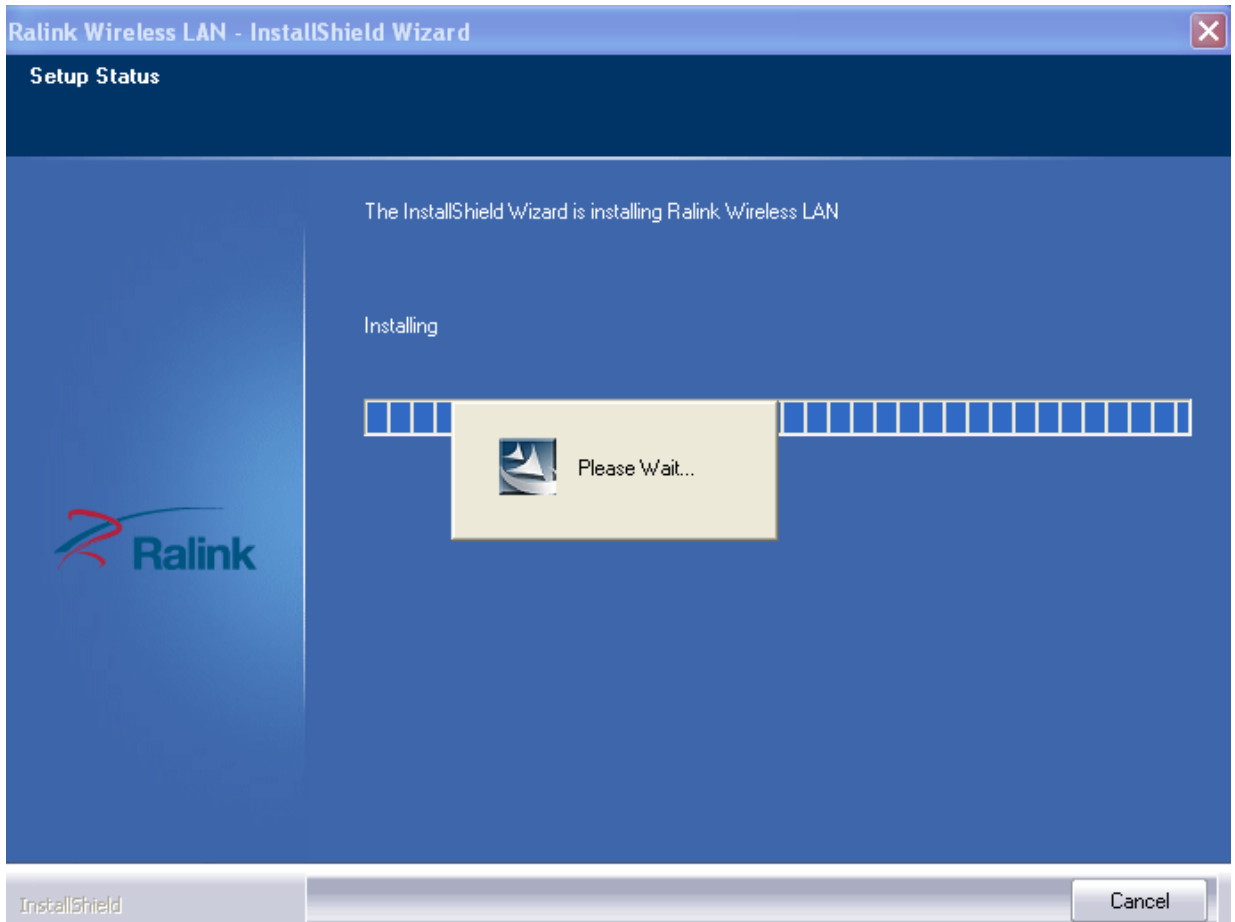 Ralink Wireless LAN - InstallShield Wizard
Setup Status
The InstallShield Wizard is installing Ralink Wireless LAN
Installing
Please Wait...
Ralink
InstallShield
Cancel